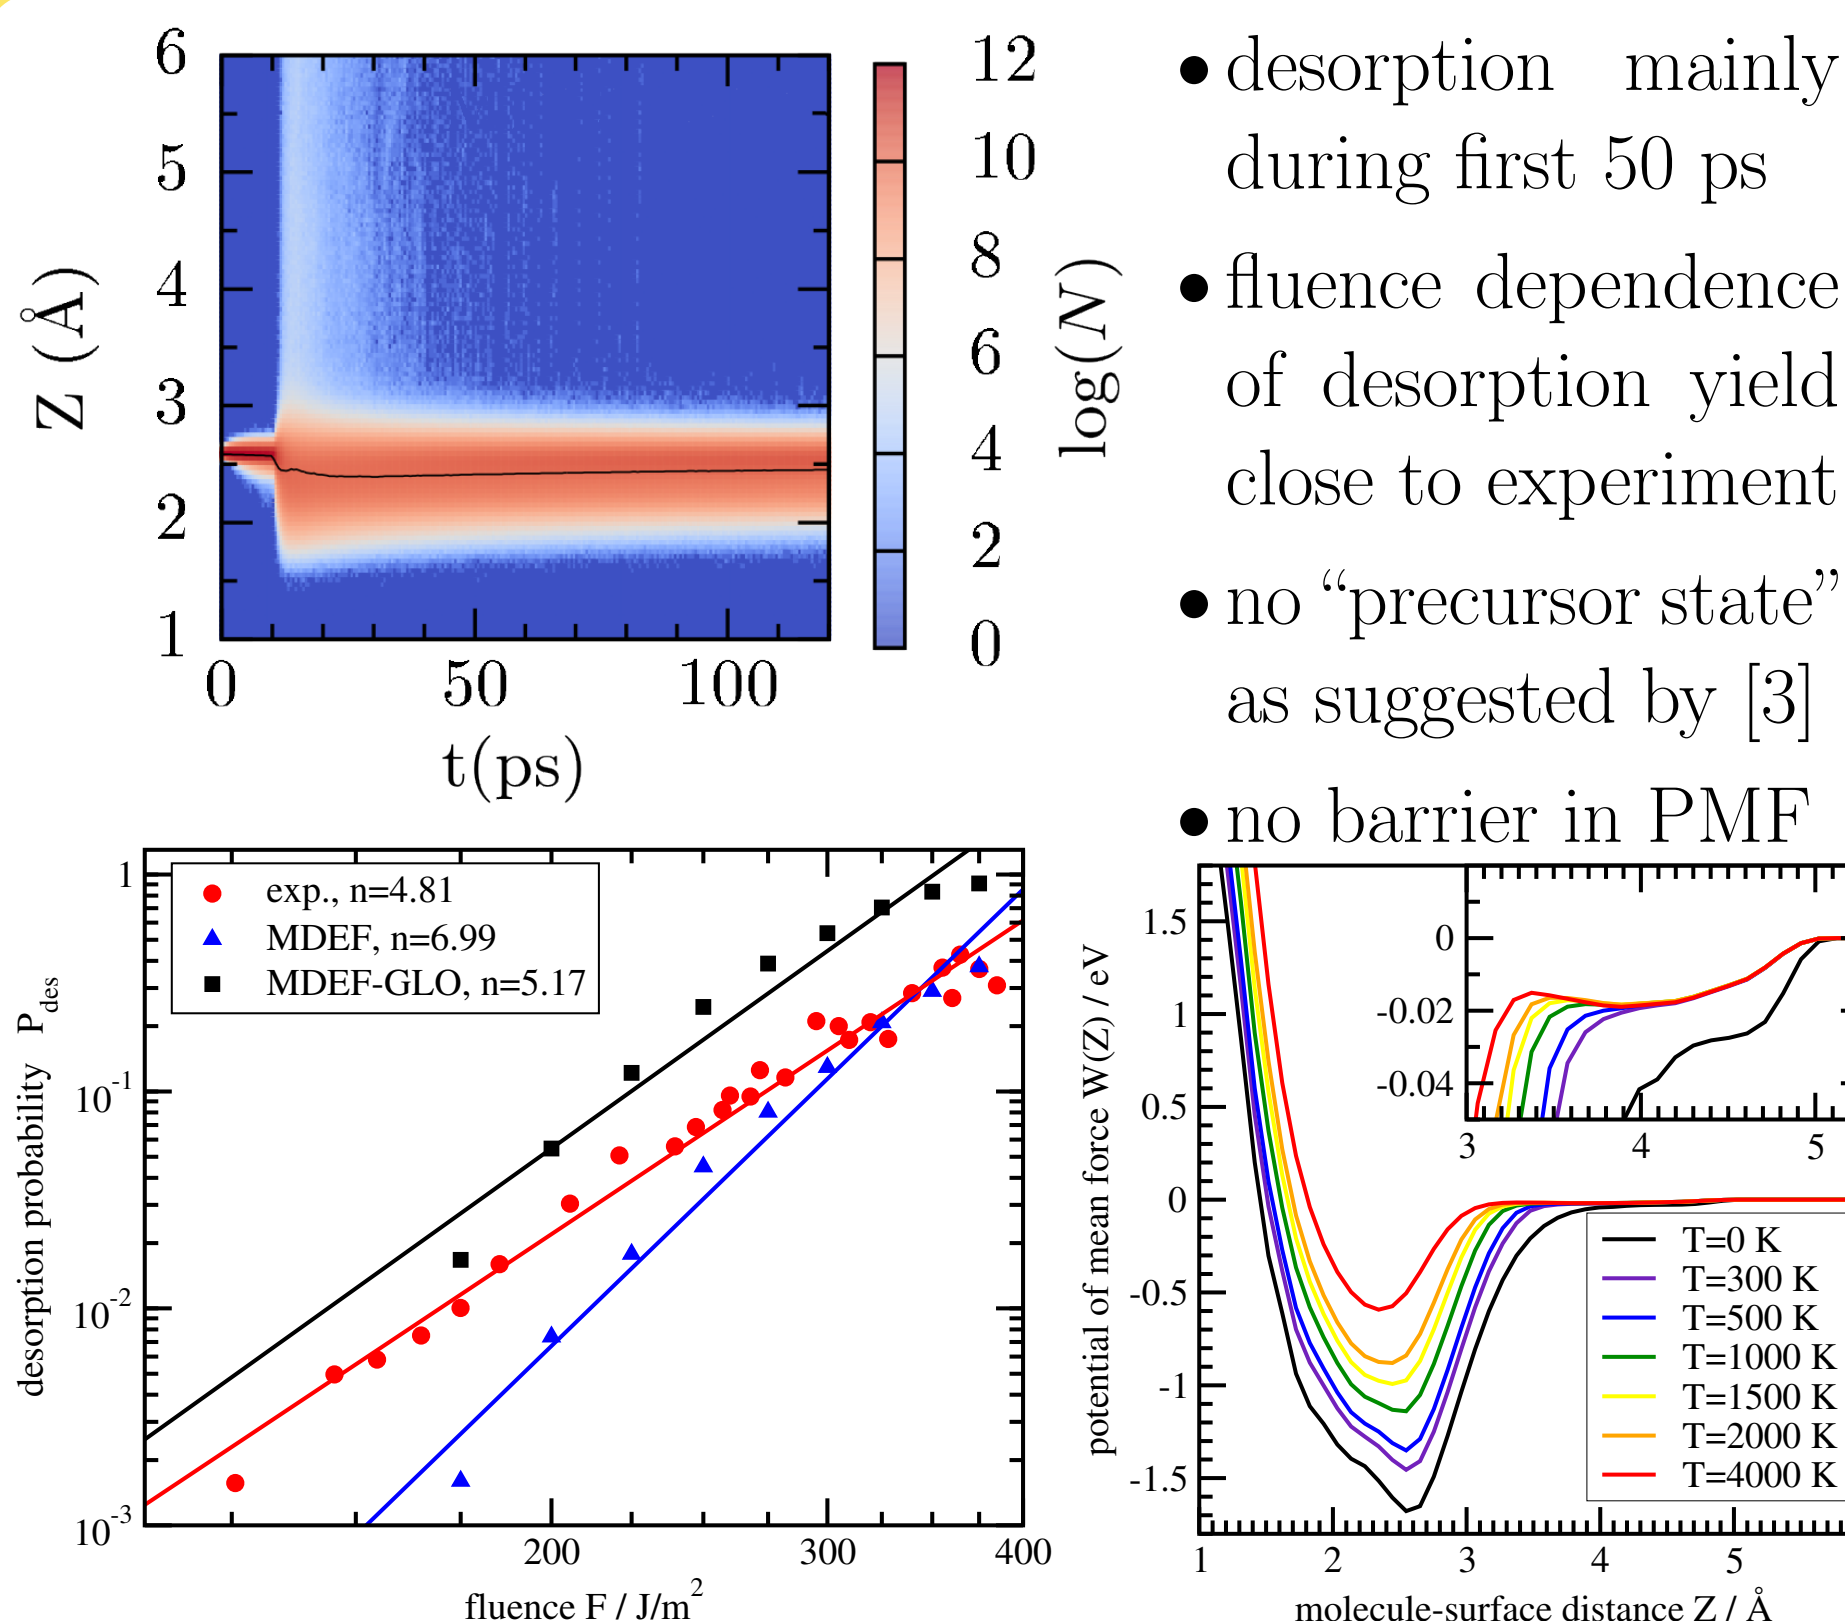 6
5
4
3
2
1
Z (Å)
0
50
100
t(ps)
12
10
8
6
4
2
0
log(N)
• desorption mainly
during first 50 ps
• fluence dependence
of desorption yield
close to experiment
• no “precursor state”
as suggested by [3]
• no barrier in PMF
exp., n=4.81
MDEF, n=6.99
MDEF-GLO, n=5.17
1
10-1
10-2
10-3
desorption probability Pdes
200
300
400
fluence F / J/m2
1.5
1
0.5
0
-0.5
-1
-1.5
potential of mean force W(Z) / eV
0
-0.02
-0.04
3
4
5
T=0 K
T=300 K
T=500 K
T=1000 K
T=1500 K
T=2000 K
T=4000 K
1
2
3
4
5
molecule-surface distance Z / Å